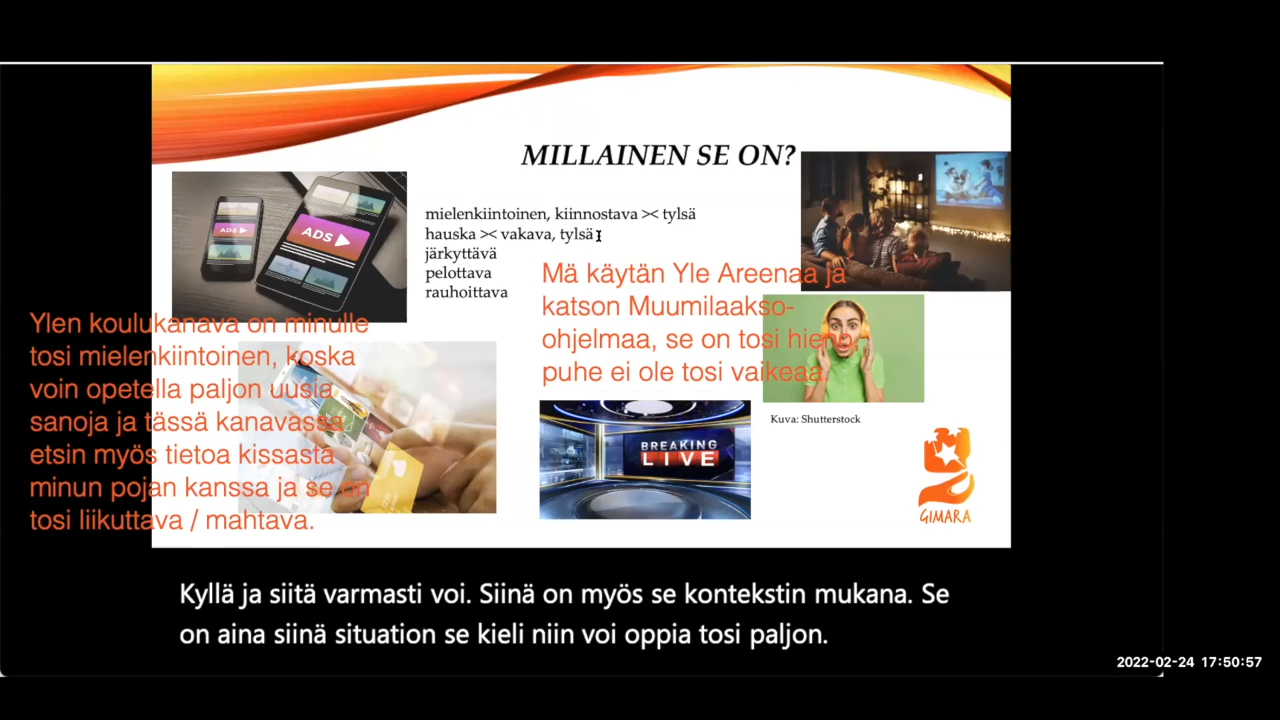 MILLAINEN SE ON?
mielenkiintoinen, kiinnostava >< tylsä
hauska >< vakava, tylsä
järkyttävä
pelottava
rauhoittava
ADS
ADS
Mä käytän Yle Areenaa ja
katson Muumilaakso-
ohjelmaa, se on tosi hieno,
puhe ei ole tosi vaikeaa.
Ylen koulukanava on minulle
tosi mielenkiintoinen, koska
voin opetella paljon uusia
sanoja ja tässä kanavassa
etsin myös tietoa kissasta
minun pojan kanssa ja se on
tosi liikuttava / mahtava.
BREAKING
LIVE
Kuva: Shutterstock
GIMARA
Kyllä ja siitä varmasti voi. Siinä on myös se kontekstin mukana. Se
on aina siinä situation se kieli niin voi oppia tosi paljon.
2022-02-24 17:50:57